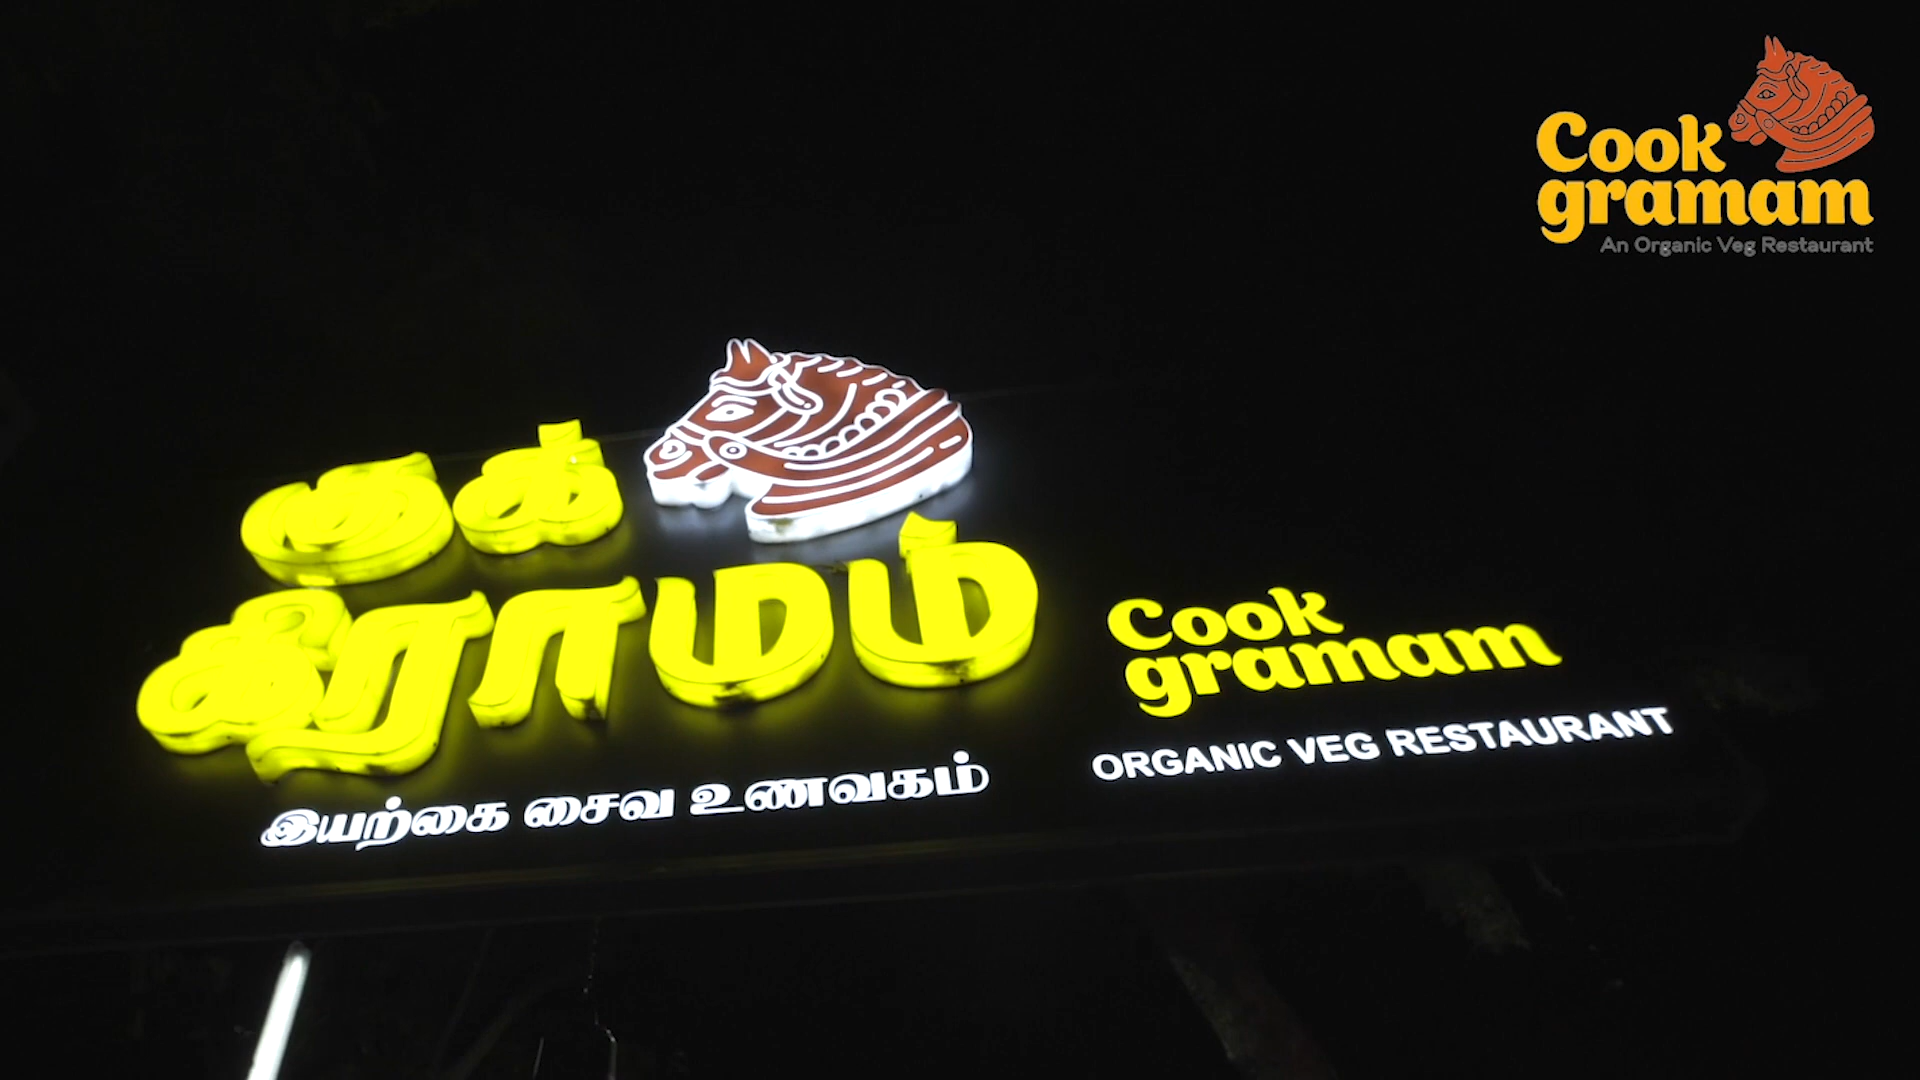 Cook
gramam
An Organic Veg Restaurant
குக்
கிராமம்
Cook
gramam
இயற்கை சைவ உணவகம்
ORGANIC VEG RESTAURANT